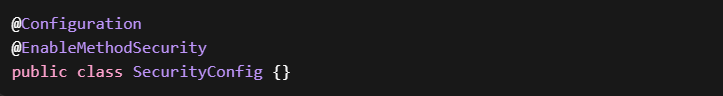 @Configuration
@EnableMethodSecurity
public class SecurityConfig {}